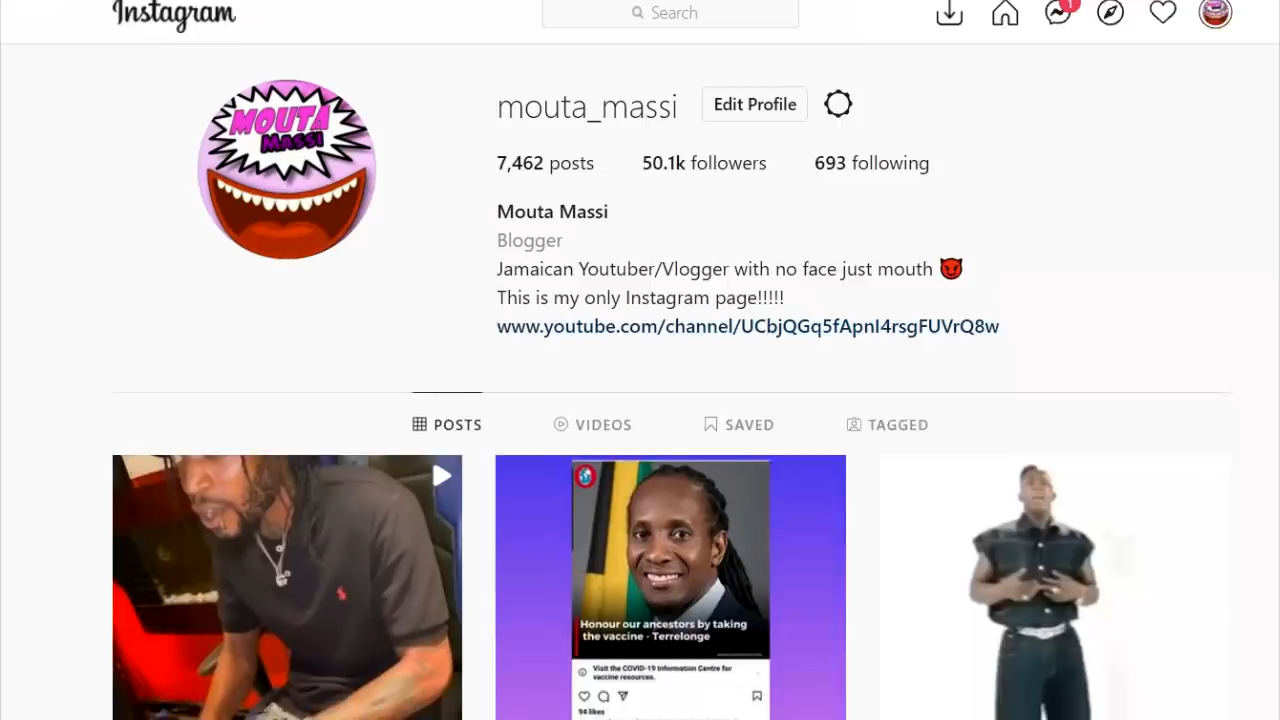 Instagram
Search
1
MOUTA
MASSI
mouta_massi
Edit Profile
7,462 posts
50.1k followers
693 following
Mouta Massi
Blogger
Jamaican Youtuber/Vlogger with no face just mouth 😈
This is my only Instagram page!!!!!
www.youtube.com/channel/UCbjQGq5fApnI4rsgFUVrQ8w
POSTS
VIDEOS
SAVED
TAGGED
Honour our ancestors by taking
the vaccine - Terrelonge
Visit the COVID-19 Information Centre for
vaccine resources.
94 likes